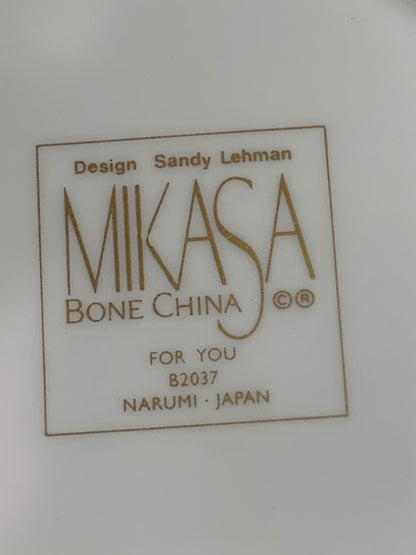 Design Sandy Lehman
MIKASA
BONE CHINA ©®
FOR YOU
B2037
NARUMI · JAPAN